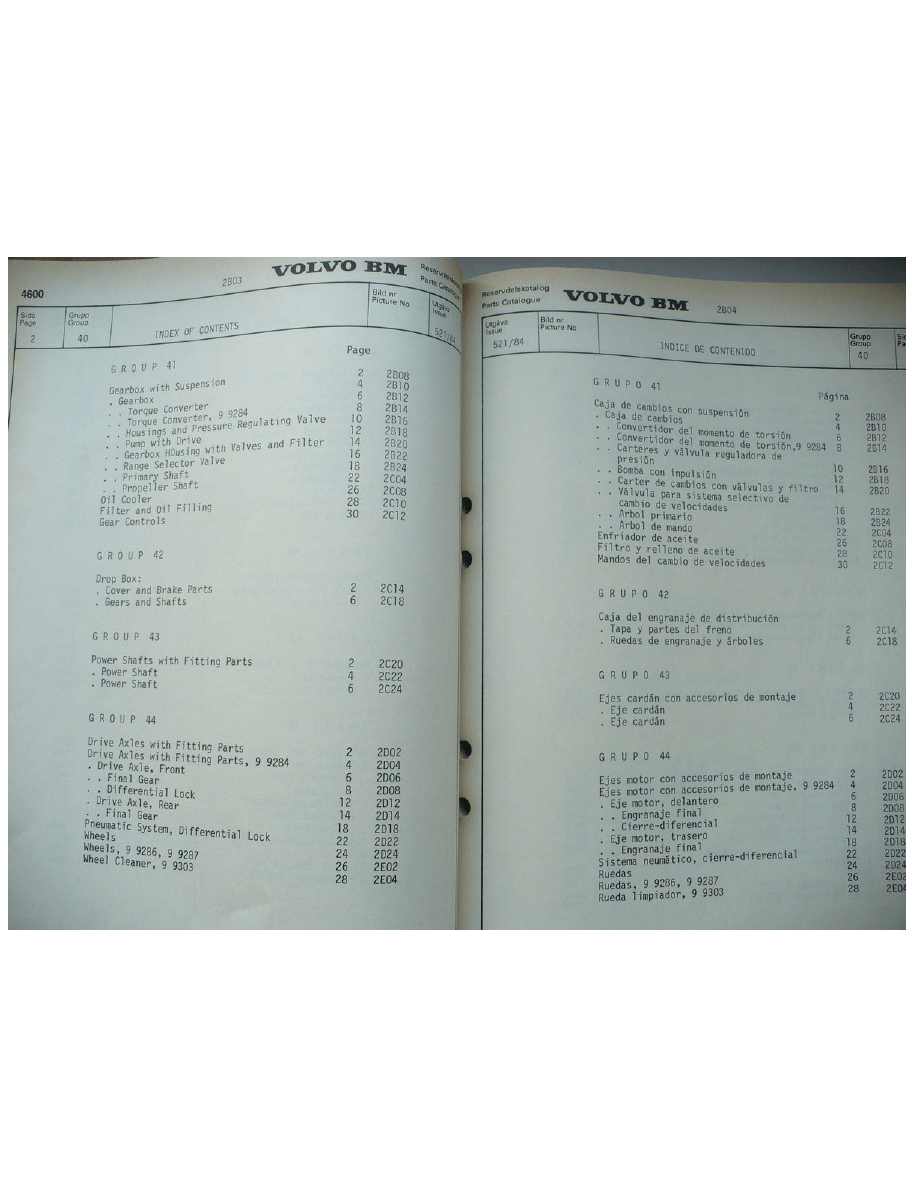 4600
2B03
VOLVO BM
Reservdelskatalog
Parts Catalogue
Sida
Page
2
Grupp
Group
40
INDEX OF CONTENTS
Bild nr
Picture No
Utgåva
Issue
521/84
Page
GROUP 41
Gearbox with Suspension 2 2B08
. Gearbox 4 2B10
. . Torque Converter 6 2B12
. . Torque Converter, 9 9284 8 2B14
. . Housings and Pressure Regulating Valve 10 2B16
. . Pump with Drive 12 2B18
. . Gearbox HOusing with Valves and Filter 14 2B20
. . Range Selector Valve 16 2B22
. . Primary Shaft 18 2B24
. . Propeller Shaft 22 2C04
Oil Cooler 26 2C08
Filter and Oil Filling 28 2C10
Gear Controls 30 2C12
GROUP 42
Drop Box:
. Cover and Brake Parts 2 2C14
. Gears and Shafts 6 2C18
GROUP 43
Power Shafts with Fitting Parts 2 2C20
. Power Shaft 4 2C22
. Power Shaft 6 2C24
GROUP 44
Drive Axles with Fitting Parts 2 2D02
Drive Axles with Fitting Parts, 9 9284 4 2D04
. Drive Axle, Front 6 2D06
. . Final Gear 8 2D08
. . Differential Lock 12 2D12
. Drive Axle, Rear 14 2D14
. . Final Gear 18 2D18
Pneumatic System, Differential Lock 22 2D22
Wheels 24 2D24
Wheels, 9 9286, 9 9287 26 2E02
Wheel Cleaner, 9 9303 28 2E04
Reservdelskatalog
Parts Catalogue
VOLVO BM
2B04
Utgåva
Issue
521/84
Bild nr
Picture No
INDICE DE CONTENIDO
Grupp
Group
40
Si
Pa
GRUPO 41
Página
Caja de cambios con suspensión 2 2B08
. Caja de cambios 4 2B10
. . Convertidor del momento de torsión 6 2B12
. . Convertidor del momento de torsión,9 9284 8 2B14
. . Carteres y válvula reguladora de
presión 10 2B16
. . Bomba con inpulsión 12 2B18
. . Carter de cambios con válvulas y filtro 14 2B20
. . Válvula para sistema selectivo de
cambio de velocidades 16 2B22
. . Arbol primario 18 2B24
. . Arbol de mando 22 2C04
Enfriador de aceite 26 2C08
Filtro y relleno de aceite 28 2C10
Mandos del cambio de velocidades 30 2C12
GRUPO 42
Caja del engranaje de distribución
. Tapa y partes del freno 2 2C14
. Ruedas de engranaje y árboles 6 2C18
GRUPO 43
Ejes cardán con accesorios de montaje 2 2C20
. Eje cardán 4 2C22
. Eje cardán 6 2C24
GRUPO 44
Ejes motor con accesorios de montaje 2 2D02
Ejes motor con accesorios de montaje, 9 9284 4 2D04
. Eje motor, delantero 6 2D06
. . Engranaje final 8 2D08
. . Cierre-diferencial 12 2D12
. Eje motor, trasero 14 2D14
. . Engranaje final 18 2D18
Sistema neumático, cierre-diferencial 22 2D22
Ruedas 24 2D24
Ruedas, 9 9286, 9 9287 26 2E02
Rueda limpiador, 9 9303 28 2E04